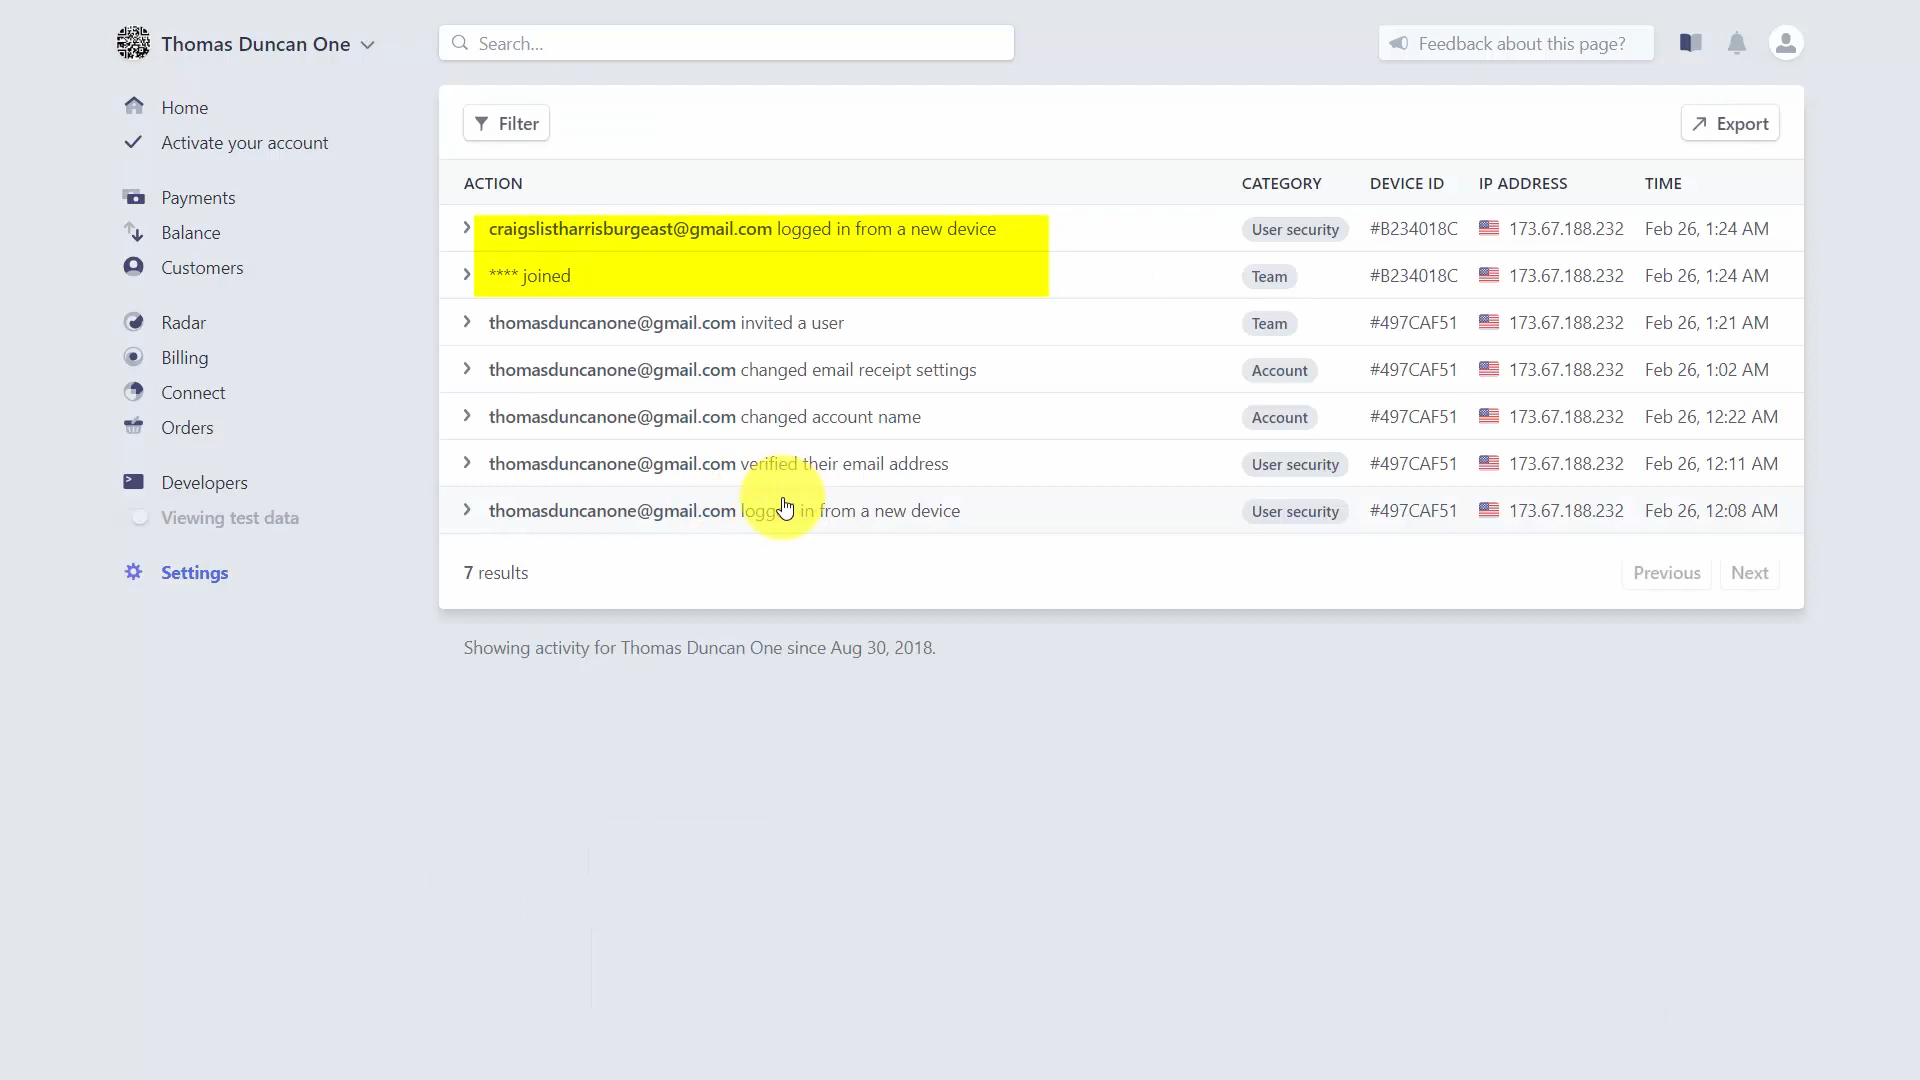 Thomas Duncan One
Search...
Feedback about this page?
Home
Activate your account
Payments
Balance
Customers
Radar
Billing
Connect
Orders
Developers
Viewing test data
Settings
Filter
Export
ACTION CATEGORY DEVICE ID IP ADDRESS TIME
craigslistharrisburgeast@gmail.com logged in from a new device User security #B234018C 173.67.188.232 Feb 26, 1:24 AM
**** joined Team #B234018C 173.67.188.232 Feb 26, 1:24 AM
thomasduncanone@gmail.com invited a user Team #497CAF51 173.67.188.232 Feb 26, 1:21 AM
thomasduncanone@gmail.com changed email receipt settings Account #497CAF51 173.67.188.232 Feb 26, 1:02 AM
thomasduncanone@gmail.com changed account name Account #497CAF51 173.67.188.232 Feb 26, 12:22 AM
thomasduncanone@gmail.com verified their email address User security #497CAF51 173.67.188.232 Feb 26, 12:11 AM
thomasduncanone@gmail.com logged in from a new device User security #497CAF51 173.67.188.232 Feb 26, 12:08 AM
7 results
Previous Next
Showing activity for Thomas Duncan One since Aug 30, 2018.